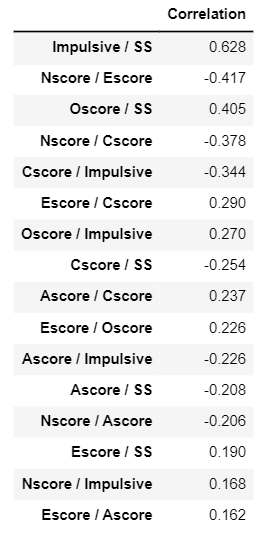 Correlation
Impulsive / SS 0.628
Nscore / Escore -0.417
Oscore / SS 0.405
Nscore / Cscore -0.378
Cscore / Impulsive -0.344
Escore / Cscore 0.290
Oscore / Impulsive 0.270
Cscore / SS -0.254
Ascore / Cscore 0.237
Escore / Oscore 0.226
Ascore / Impulsive -0.226
Ascore / SS -0.208
Nscore / Ascore -0.206
Escore / SS 0.190
Nscore / Impulsive 0.168
Escore / Ascore 0.162